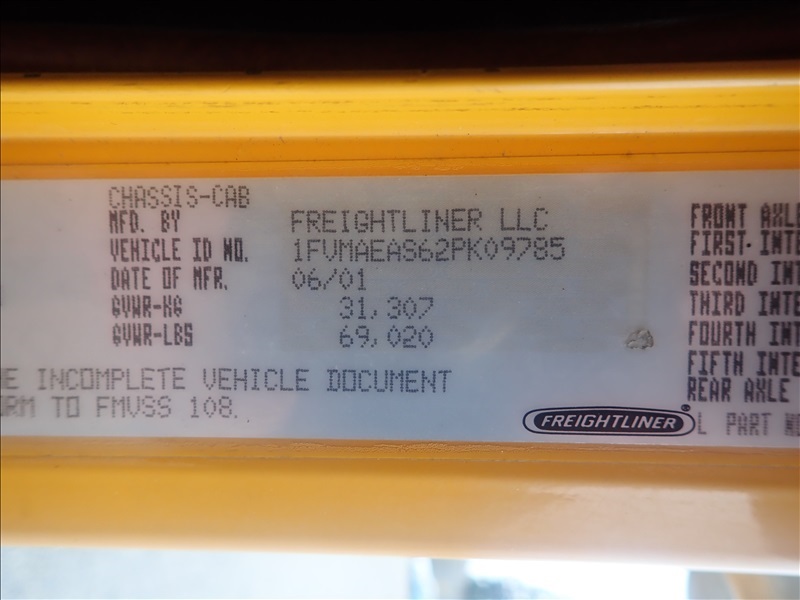 CHASSIS-CAB
MFD. BY FREIGHTLINER LLC
VEHICLE ID NO. 1FVMAEAS62PK09785
DATE OF MFR. 06/01
GVWR-KG 31,307
GVWR-LBS 69,020
E INCOMPLETE VEHICLE DOCUMENT
ORM TO FMVSS 108.
FREIGHTLINER
FRONT AXLE
FIRST-INTE
SECOND INT
THIRD INTE
FOURTH INT
FIFTH INTE
REAR AXLE
L PART NO